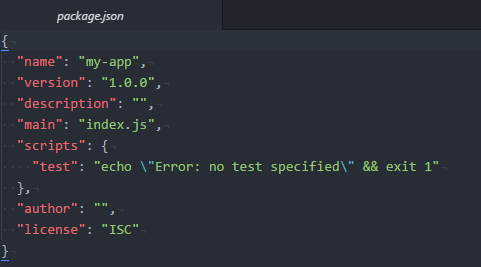 package.json
{
  "name": "my-app",
  "version": "1.0.0",
  "description": "",
  "main": "index.js",
  "scripts": {
    "test": "echo \"Error: no test specified\" && exit 1"
  },
  "author": "",
  "license": "ISC"
}